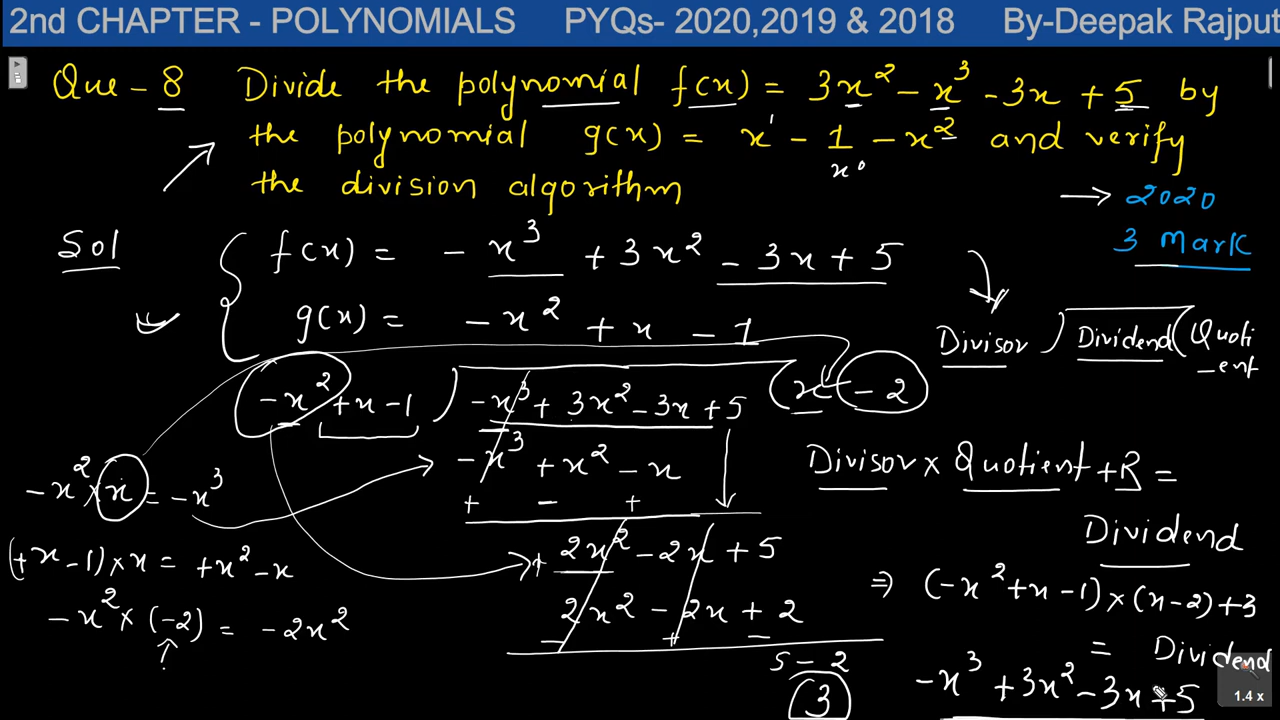 2nd CHAPTER - POLYNOMIALS PYQs- 2020,2019 & 2018 By-Deepak Rajput
Que - 8 Divide the polynomial f(x) = 3x² - x³ - 3x + 5 by
the polynomial g(x) = x¹ - 1 - x² and verify
x⁰
the division algorithm
→ 2020
3 Mark
Sol
f(x) = - x³ + 3x² - 3x + 5
g(x) = - x² + x - 1
Divisor ) Dividend ( Quoti
-ent
-x² + x - 1 ) -x³ + 3x² - 3x + 5 ( x - 2
-x³ + x² - x
+ - +
+ 2x² - 2x + 5
2x² - 2x + 2
- + -
5 - 2
3
-x² × x = -x³
(+x - 1) × x = +x² - x
-x² × (-2) = -2x²
Divisor × Quotient + R =
Dividend
⇒ (-x² + x - 1) × (x - 2) + 3
= Dividend
-x³ + 3x² - 3x + 5
1.4 x